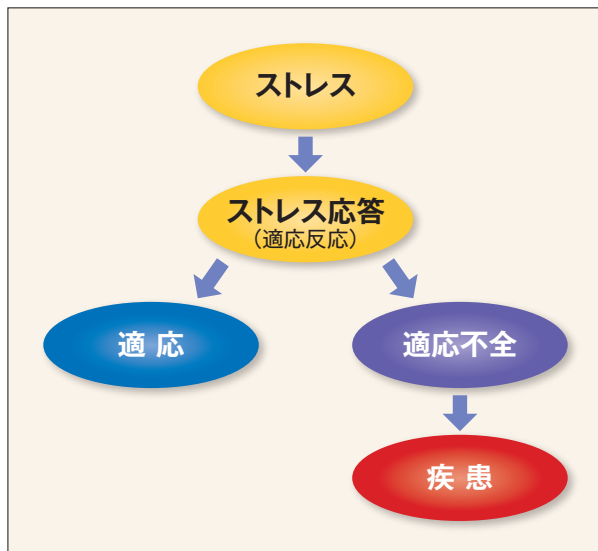 ストレス
ストレス応答
（適応反応）
適 応
適応不全
疾 患